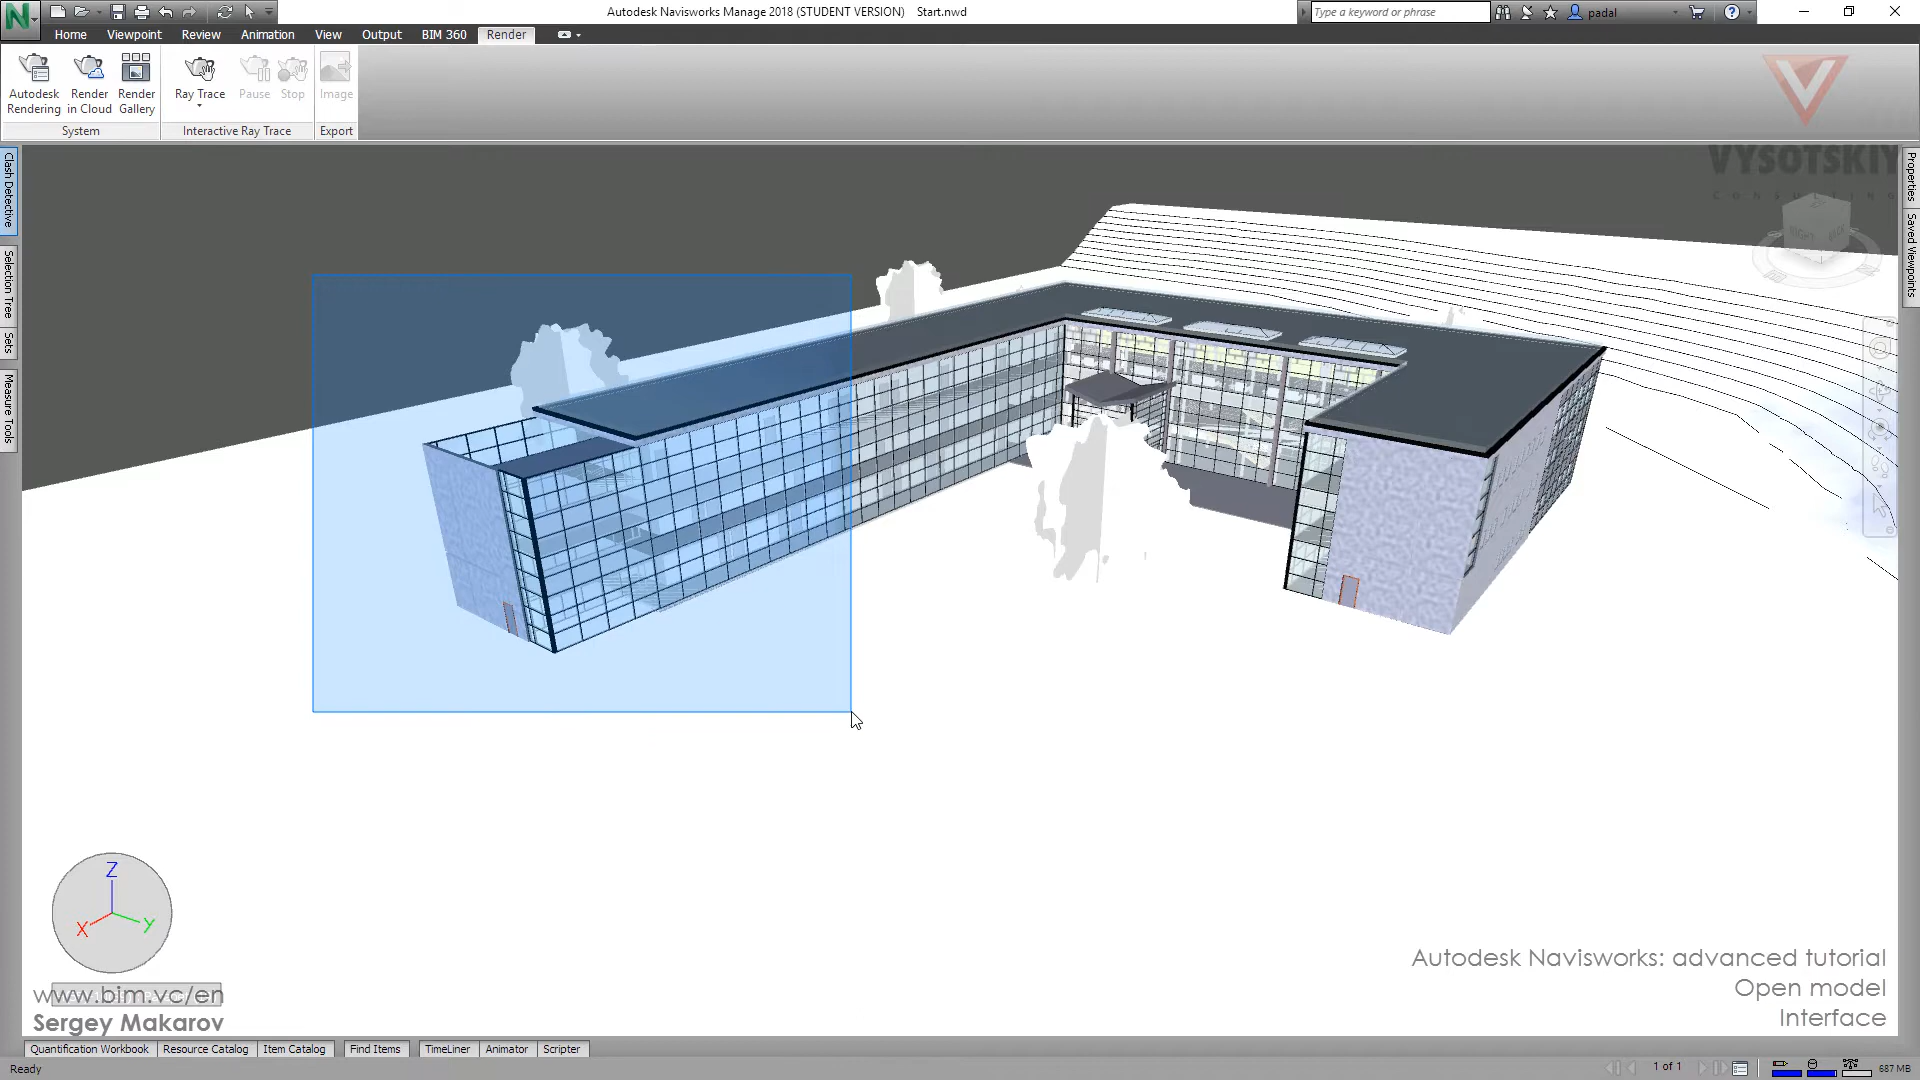 Autodesk Navisworks Manage 2018 (STUDENT VERSION) Start.nwd
Type a keyword or phrase
padal
Home Viewpoint Review Animation View Output BIM 360 Render
Autodesk Rendering
Render in Cloud
Render Gallery
Ray Trace
Pause
Stop
Image
System
Interactive Ray Trace
Export
Clash Detective
Selection Tree
Sets
Measure Tools
Properties
Saved Viewpoints
VYSOTSKIY
CONSULTING
RIGHT
BACK
Z
X
Y
www.bim.vc/en
Sergey Makarov
Autodesk Navisworks: advanced tutorial
Open model
Interface
Quantification Workbook Resource Catalog Item Catalog Find Items TimeLiner Animator Scripter
Ready
1 of 1
687 MB